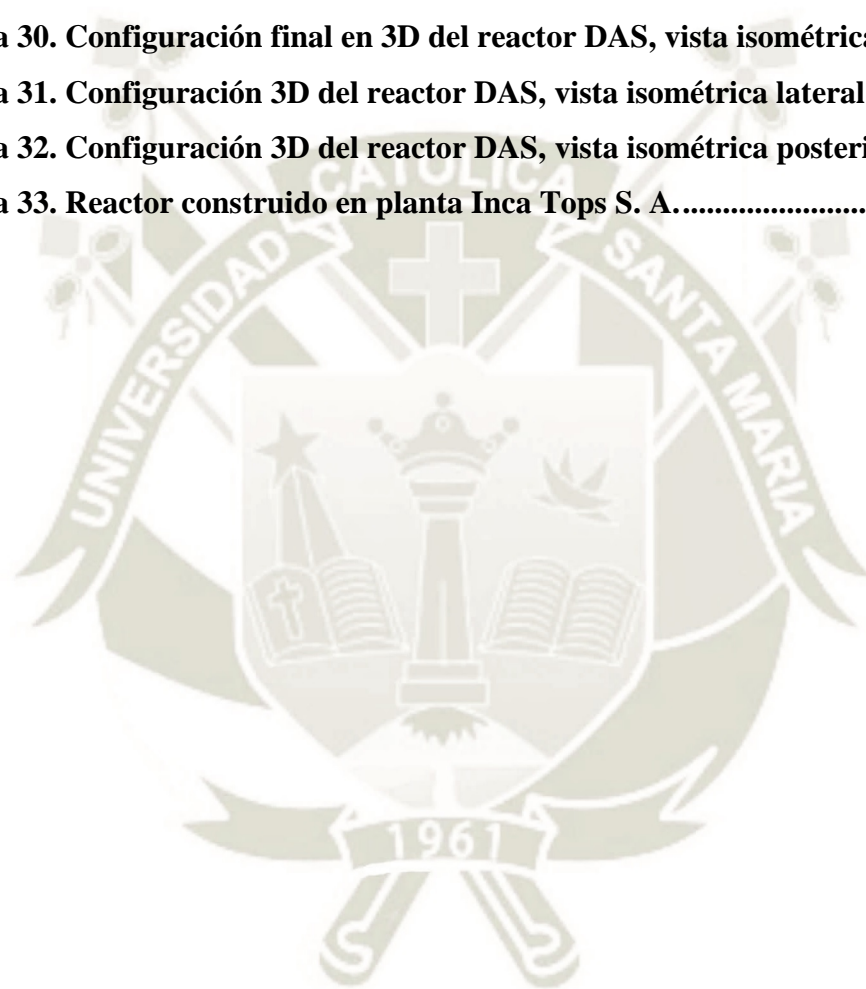 a 30. Configuración final en 3D del reactor DAS, vista isométrica
a 31. Configuración 3D del reactor DAS, vista isométrica lateral
a 32. Configuración 3D del reactor DAS, vista isométrica posteri
a 33. Reactor construido en planta Inca Tops S. A.........................
UNIVERSIDAD CATOLICA SANTA MARIA
1961